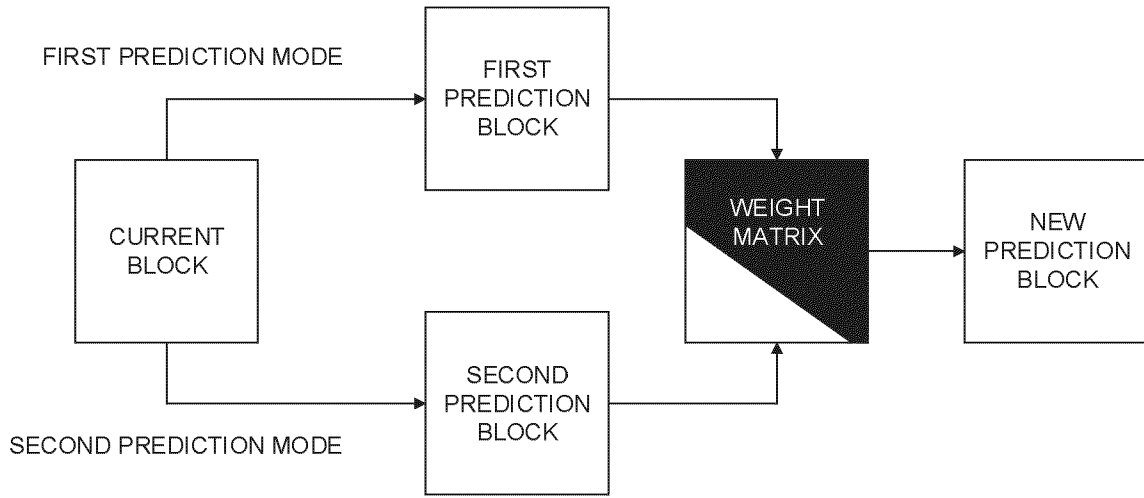 FIRST PREDICTION MODE
FIRST
PREDICTION
BLOCK
CURRENT
BLOCK
WEIGHT
MATRIX
NEW
PREDICTION
BLOCK
SECOND
PREDICTION
BLOCK
SECOND PREDICTION MODE